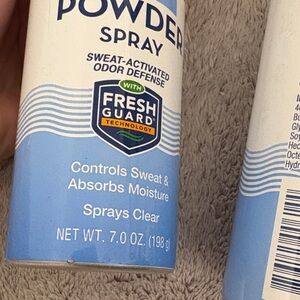 POWDER
SPRAY
SWEAT-ACTIVATED
ODOR DEFENSE
WITH
FRESH
GUARD
TECHNOLOGY
Controls Sweat &
Absorbs Moisture
Sprays Clear
NET WT. 7.0 OZ. (198 g)